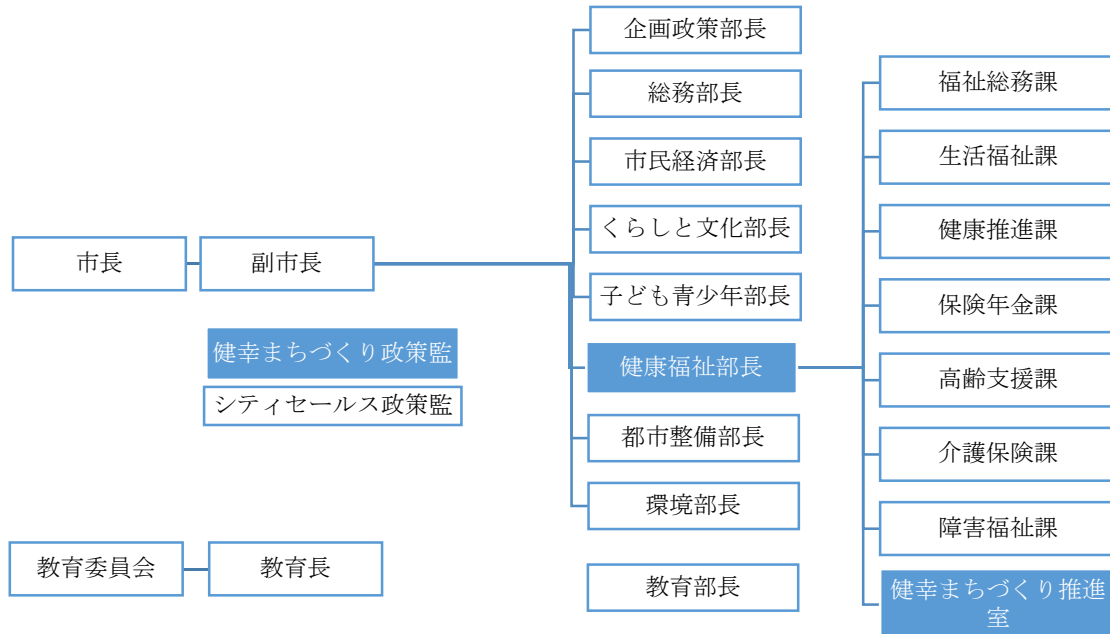 市長
副市長
健幸まちづくり政策監
シティセールス政策監
教育委員会
教育長
企画政策部長
総務部長
市民経済部長
くらしと文化部長
子ども青少年部長
健康福祉部長
都市整備部長
環境部長
教育部長
福祉総務課
生活福祉課
健康推進課
保険年金課
高齢支援課
介護保険課
障害福祉課
健幸まちづくり推進
室